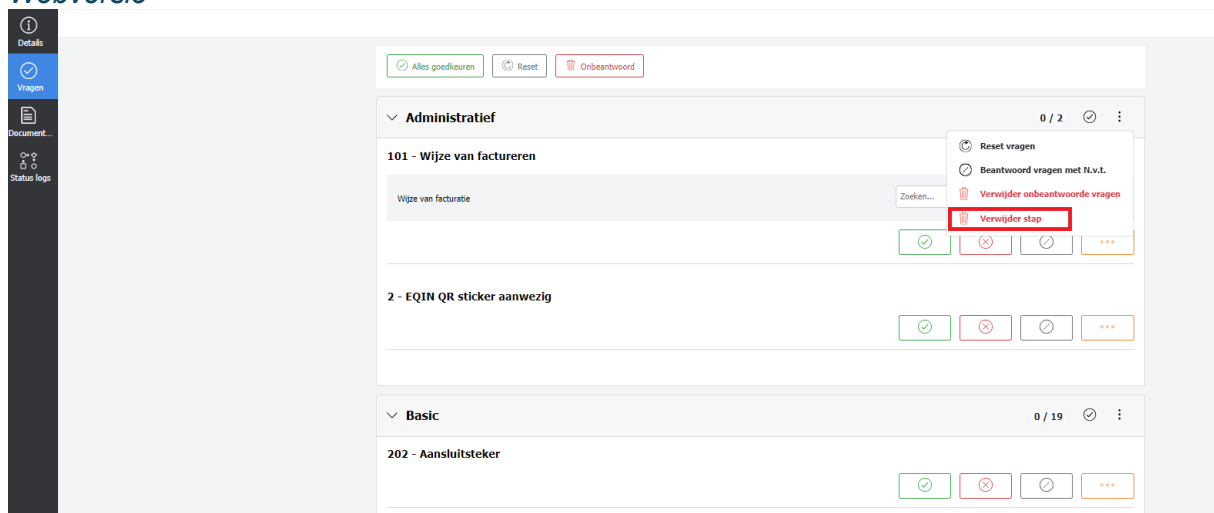 Webversie
Details
Vragen
Document...
Status logs
Alles goedkeuren
Reset
Onbeantwoord
Administratief
0 / 2
Reset vragen
Beantwoord vragen met N.v.t.
Verwijder onbeantwoorde vragen
Verwijder stap
101 - Wijze van factureren
Wijze van facturatie
Zoeken...
2 - EQIN QR sticker aanwezig
Basic
0 / 19
202 - Aansluitsteker